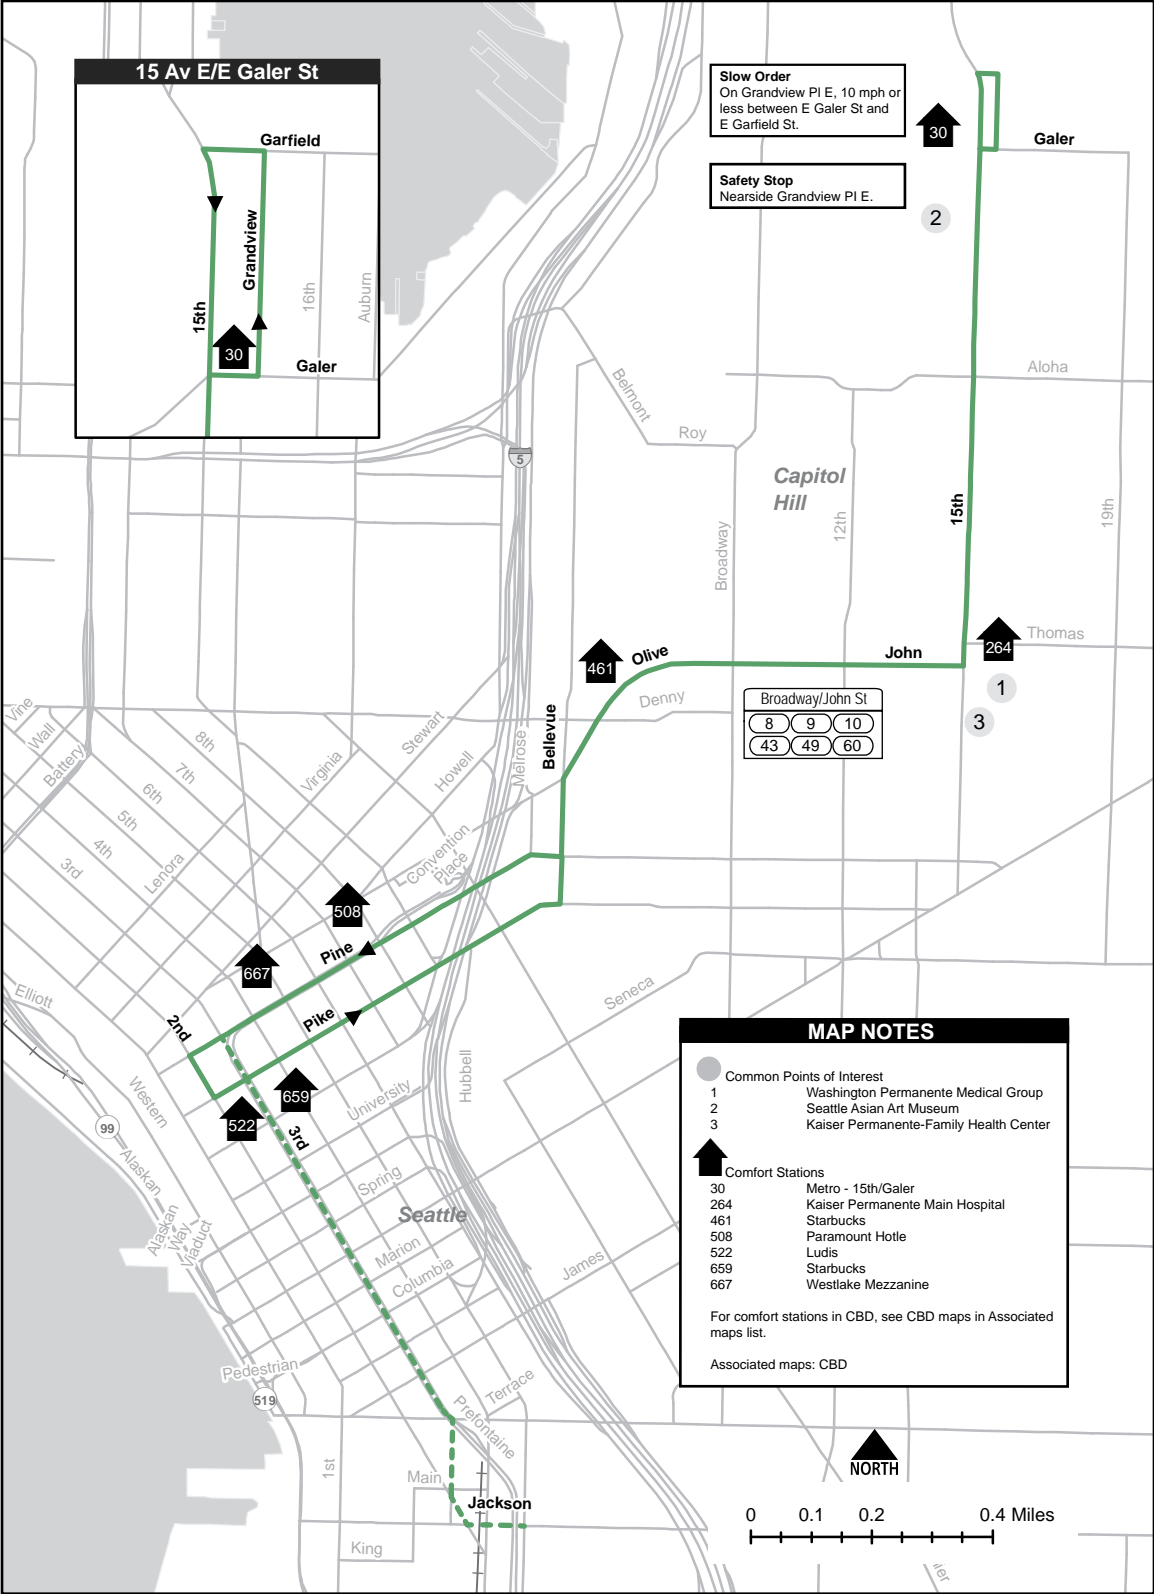 15 Av E/E Galer St
Garfield
Grandview
15th
16th
Auburn
30
Galer
Slow Order
On Grandview Pl E, 10 mph or
less between E Galer St and
E Garfield St.
Safety Stop
Nearside Grandview Pl E.
30
Galer
2
Aloha
Belmont
Roy
5
Capitol
Hill
Broadway
12th
15th
19th
Thomas
264
461
Olive
John
1
3
Denny
Broadway/John St
8 9 10
43 49 60
Bellevue
Melrose
Vine
Wall
Battery
8th
7th
6th
5th
4th
3rd
Lenora
Virginia
Stewart
Howell
Convention
Place
508
667
Pine
Pike
2nd
Elliott
Western
99
Alaskan
Alaskan
Way
Viaduct
522
659
3rd
University
Hubbell
Seneca
Spring
Seattle
Marion
Columbia
James
Pedestrian
519
Terrace
Prefontaine
1st
Main
Jackson
King
MAP NOTES
Common Points of Interest
1 Washington Permanente Medical Group
2 Seattle Asian Art Museum
3 Kaiser Permanente-Family Health Center
Comfort Stations
30 Metro - 15th/Galer
264 Kaiser Permanente Main Hospital
461 Starbucks
508 Paramount Hotle
522 Ludis
659 Starbucks
667 Westlake Mezzanine
For comfort stations in CBD, see CBD maps in Associated
maps list.
Associated maps: CBD
NORTH
0 0.1 0.2 0.4 Miles